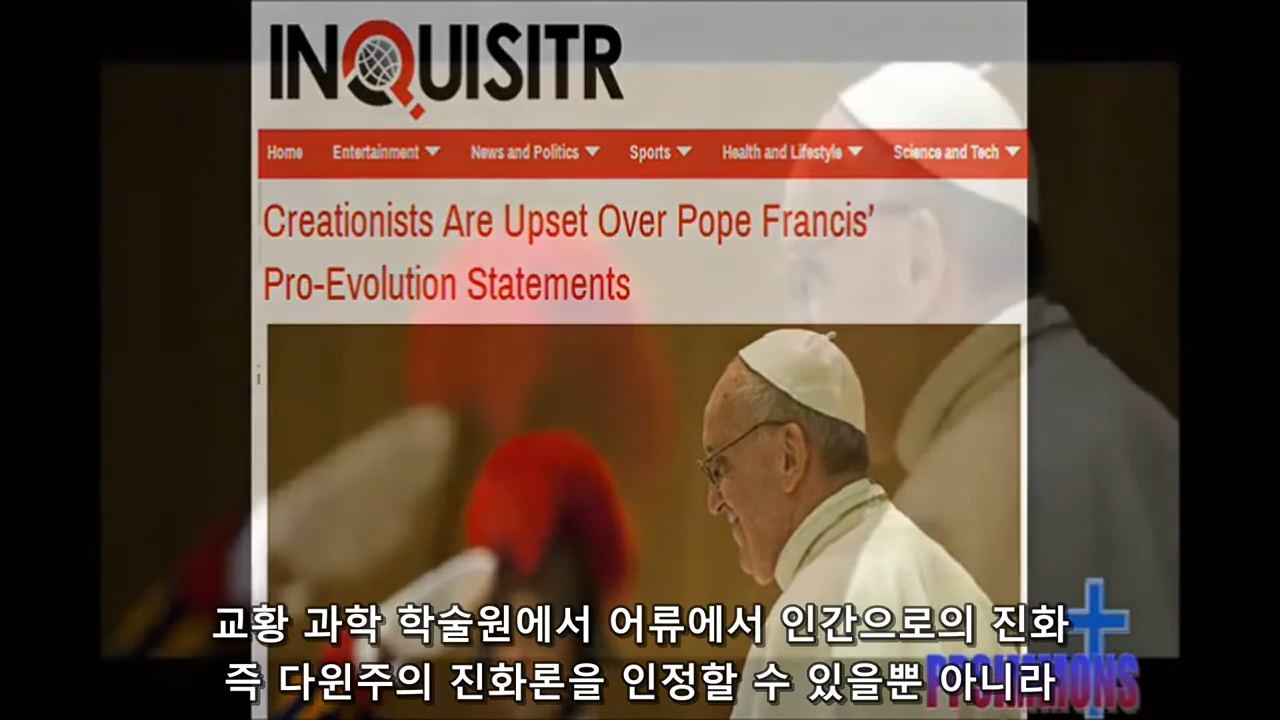 INQUISITR
Home Entertainment News and Politics Sports Health and Lifestyle Science and Tech
Creationists Are Upset Over Pope Francis'
Pro-Evolution Statements
교황 과학 학술원에서 어류에서 인간으로의 진화
즉 다윈주의 진화론을 인정할 수 있을뿐 아니라